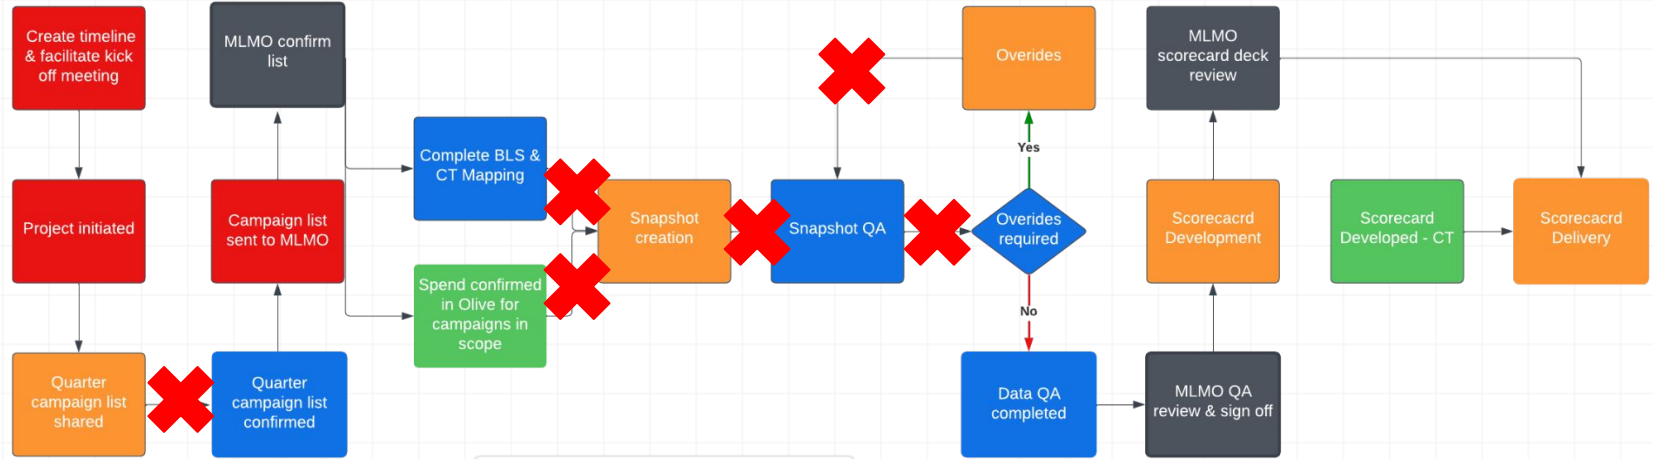 Create timeline
& facilitate kick
off meeting
Project initiated
Quarter
campaign list
shared
Quarter
campaign list
confirmed
Campaign list
sent to MLMO
MLMO confirm
list
Complete BLS &
CT Mapping
Spend confirmed
in Olive for
campaigns in
scope
Snapshot
creation
Snapshot QA
Overides
required
Yes
Overides
No
Data QA
completed
MLMO QA
review & sign off
Scorecacrd
Development
MLMO
scorecard deck
review
Scorecard
Developed - CT
Scorecacrd
Delivery